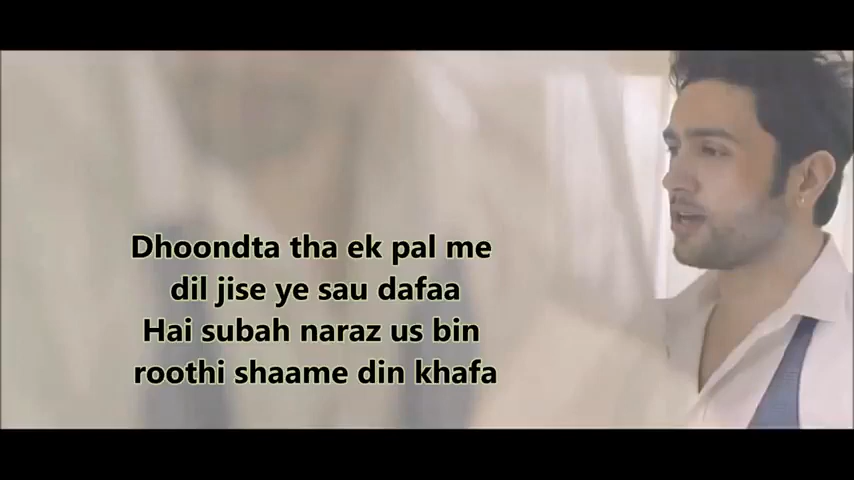 Dhoondta tha ek pal me
dil jise ye sau dafaa
Hai subah naraz us bin
roothi shaame din khafa